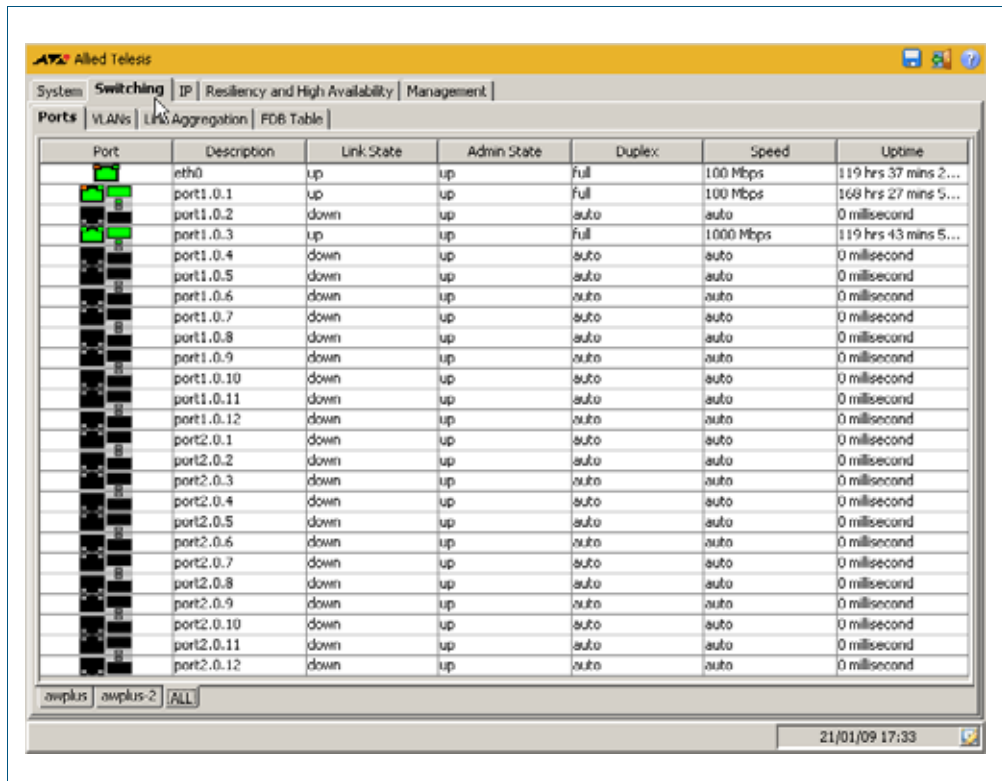 Allied Telesis
System Switching IP Resiliency and High Availability Management
Ports VLANs Link Aggregation FDB Table
Port Description Link State Admin State Duplex Speed Uptime
eth0 up up full 100 Mbps 119 hrs 37 mins 2...
port1.0.1 up up full 100 Mbps 168 hrs 27 mins 5...
port1.0.2 down up auto auto 0 millisecond
port1.0.3 up up full 1000 Mbps 119 hrs 43 mins 5...
port1.0.4 down up auto auto 0 millisecond
port1.0.5 down up auto auto 0 millisecond
port1.0.6 down up auto auto 0 millisecond
port1.0.7 down up auto auto 0 millisecond
port1.0.8 down up auto auto 0 millisecond
port1.0.9 down up auto auto 0 millisecond
port1.0.10 down up auto auto 0 millisecond
port1.0.11 down up auto auto 0 millisecond
port1.0.12 down up auto auto 0 millisecond
port2.0.1 down up auto auto 0 millisecond
port2.0.2 down up auto auto 0 millisecond
port2.0.3 down up auto auto 0 millisecond
port2.0.4 down up auto auto 0 millisecond
port2.0.5 down up auto auto 0 millisecond
port2.0.6 down up auto auto 0 millisecond
port2.0.7 down up auto auto 0 millisecond
port2.0.8 down up auto auto 0 millisecond
port2.0.9 down up auto auto 0 millisecond
port2.0.10 down up auto auto 0 millisecond
port2.0.11 down up auto auto 0 millisecond
port2.0.12 down up auto auto 0 millisecond
awplus awplus-2 ALL
21/01/09 17:33